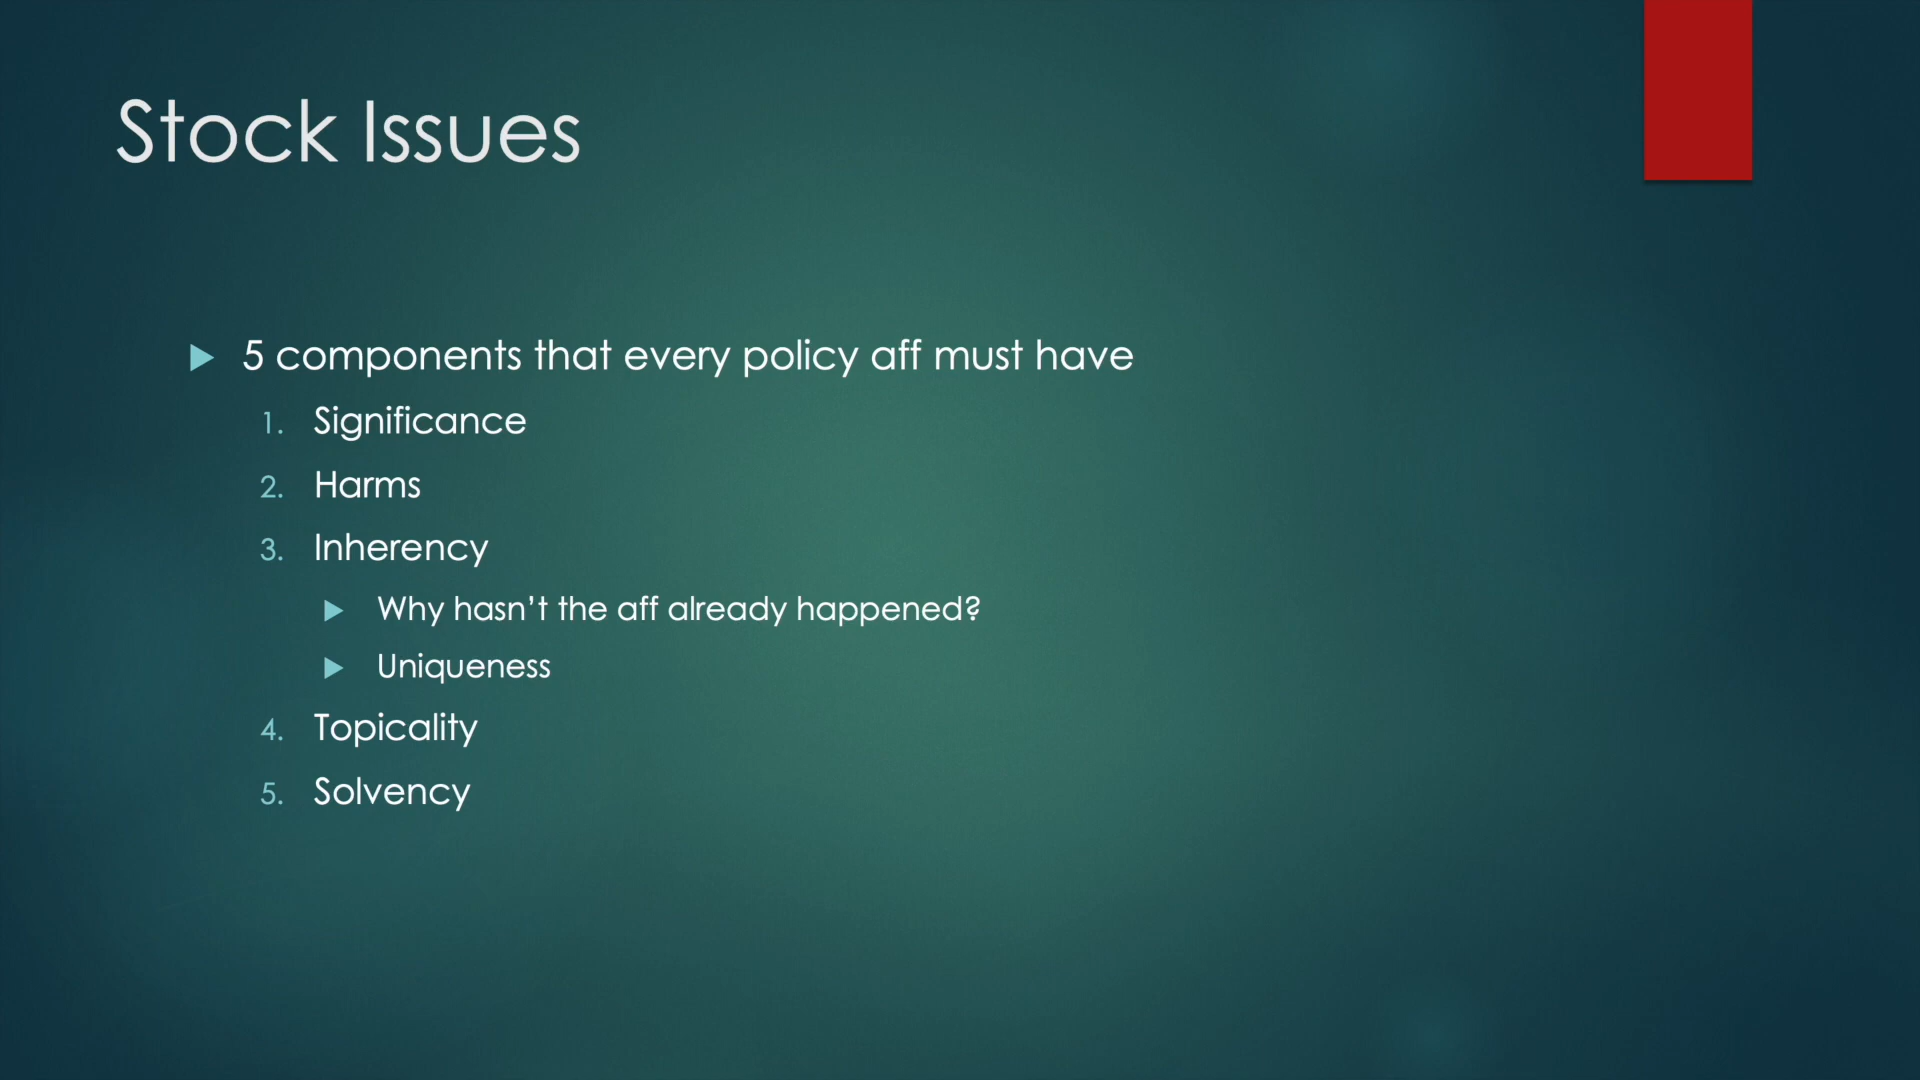 Stock Issues
5 components that every policy aff must have
1. Significance
2. Harms
3. Inherency
Why hasn’t the aff already happened?
Uniqueness
4. Topicality
5. Solvency